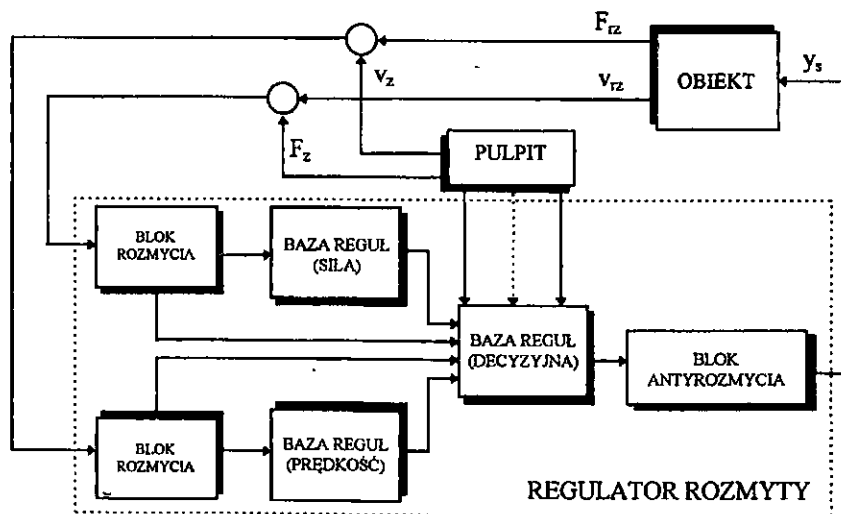 F_rz
OBIEKT
y_s
v_z
v_rz
F_z
PULPIT
BLOK
ROZMYCIA
BAZA REGUŁ
(SIŁA)
BAZA REGUŁ
(DECYZYJNA)
BLOK
ANTYROZMYCIA
BLOK
ROZMYCIA
BAZA REGUŁ
(PRĘDKOŚĆ)
REGULATOR ROZMYTY